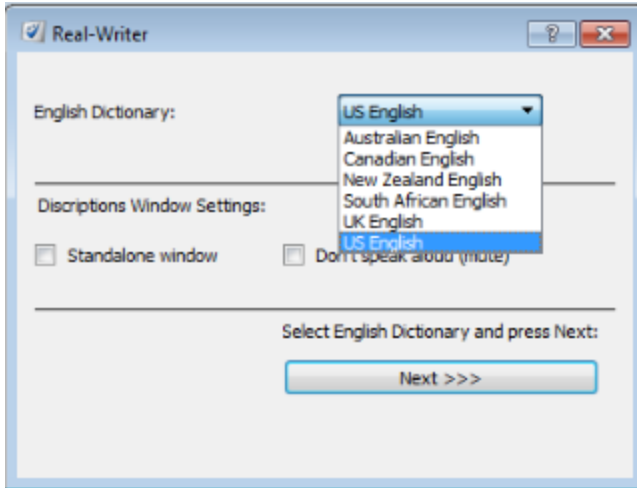 Real-Writer
English Dictionary:
US English
Australian English
Canadian English
New Zealand English
South African English
UK English
US English
Discriptions Window Settings:
Standalone window
Don't speak aloud (mute)
Select English Dictionary and press Next:
Next >>>